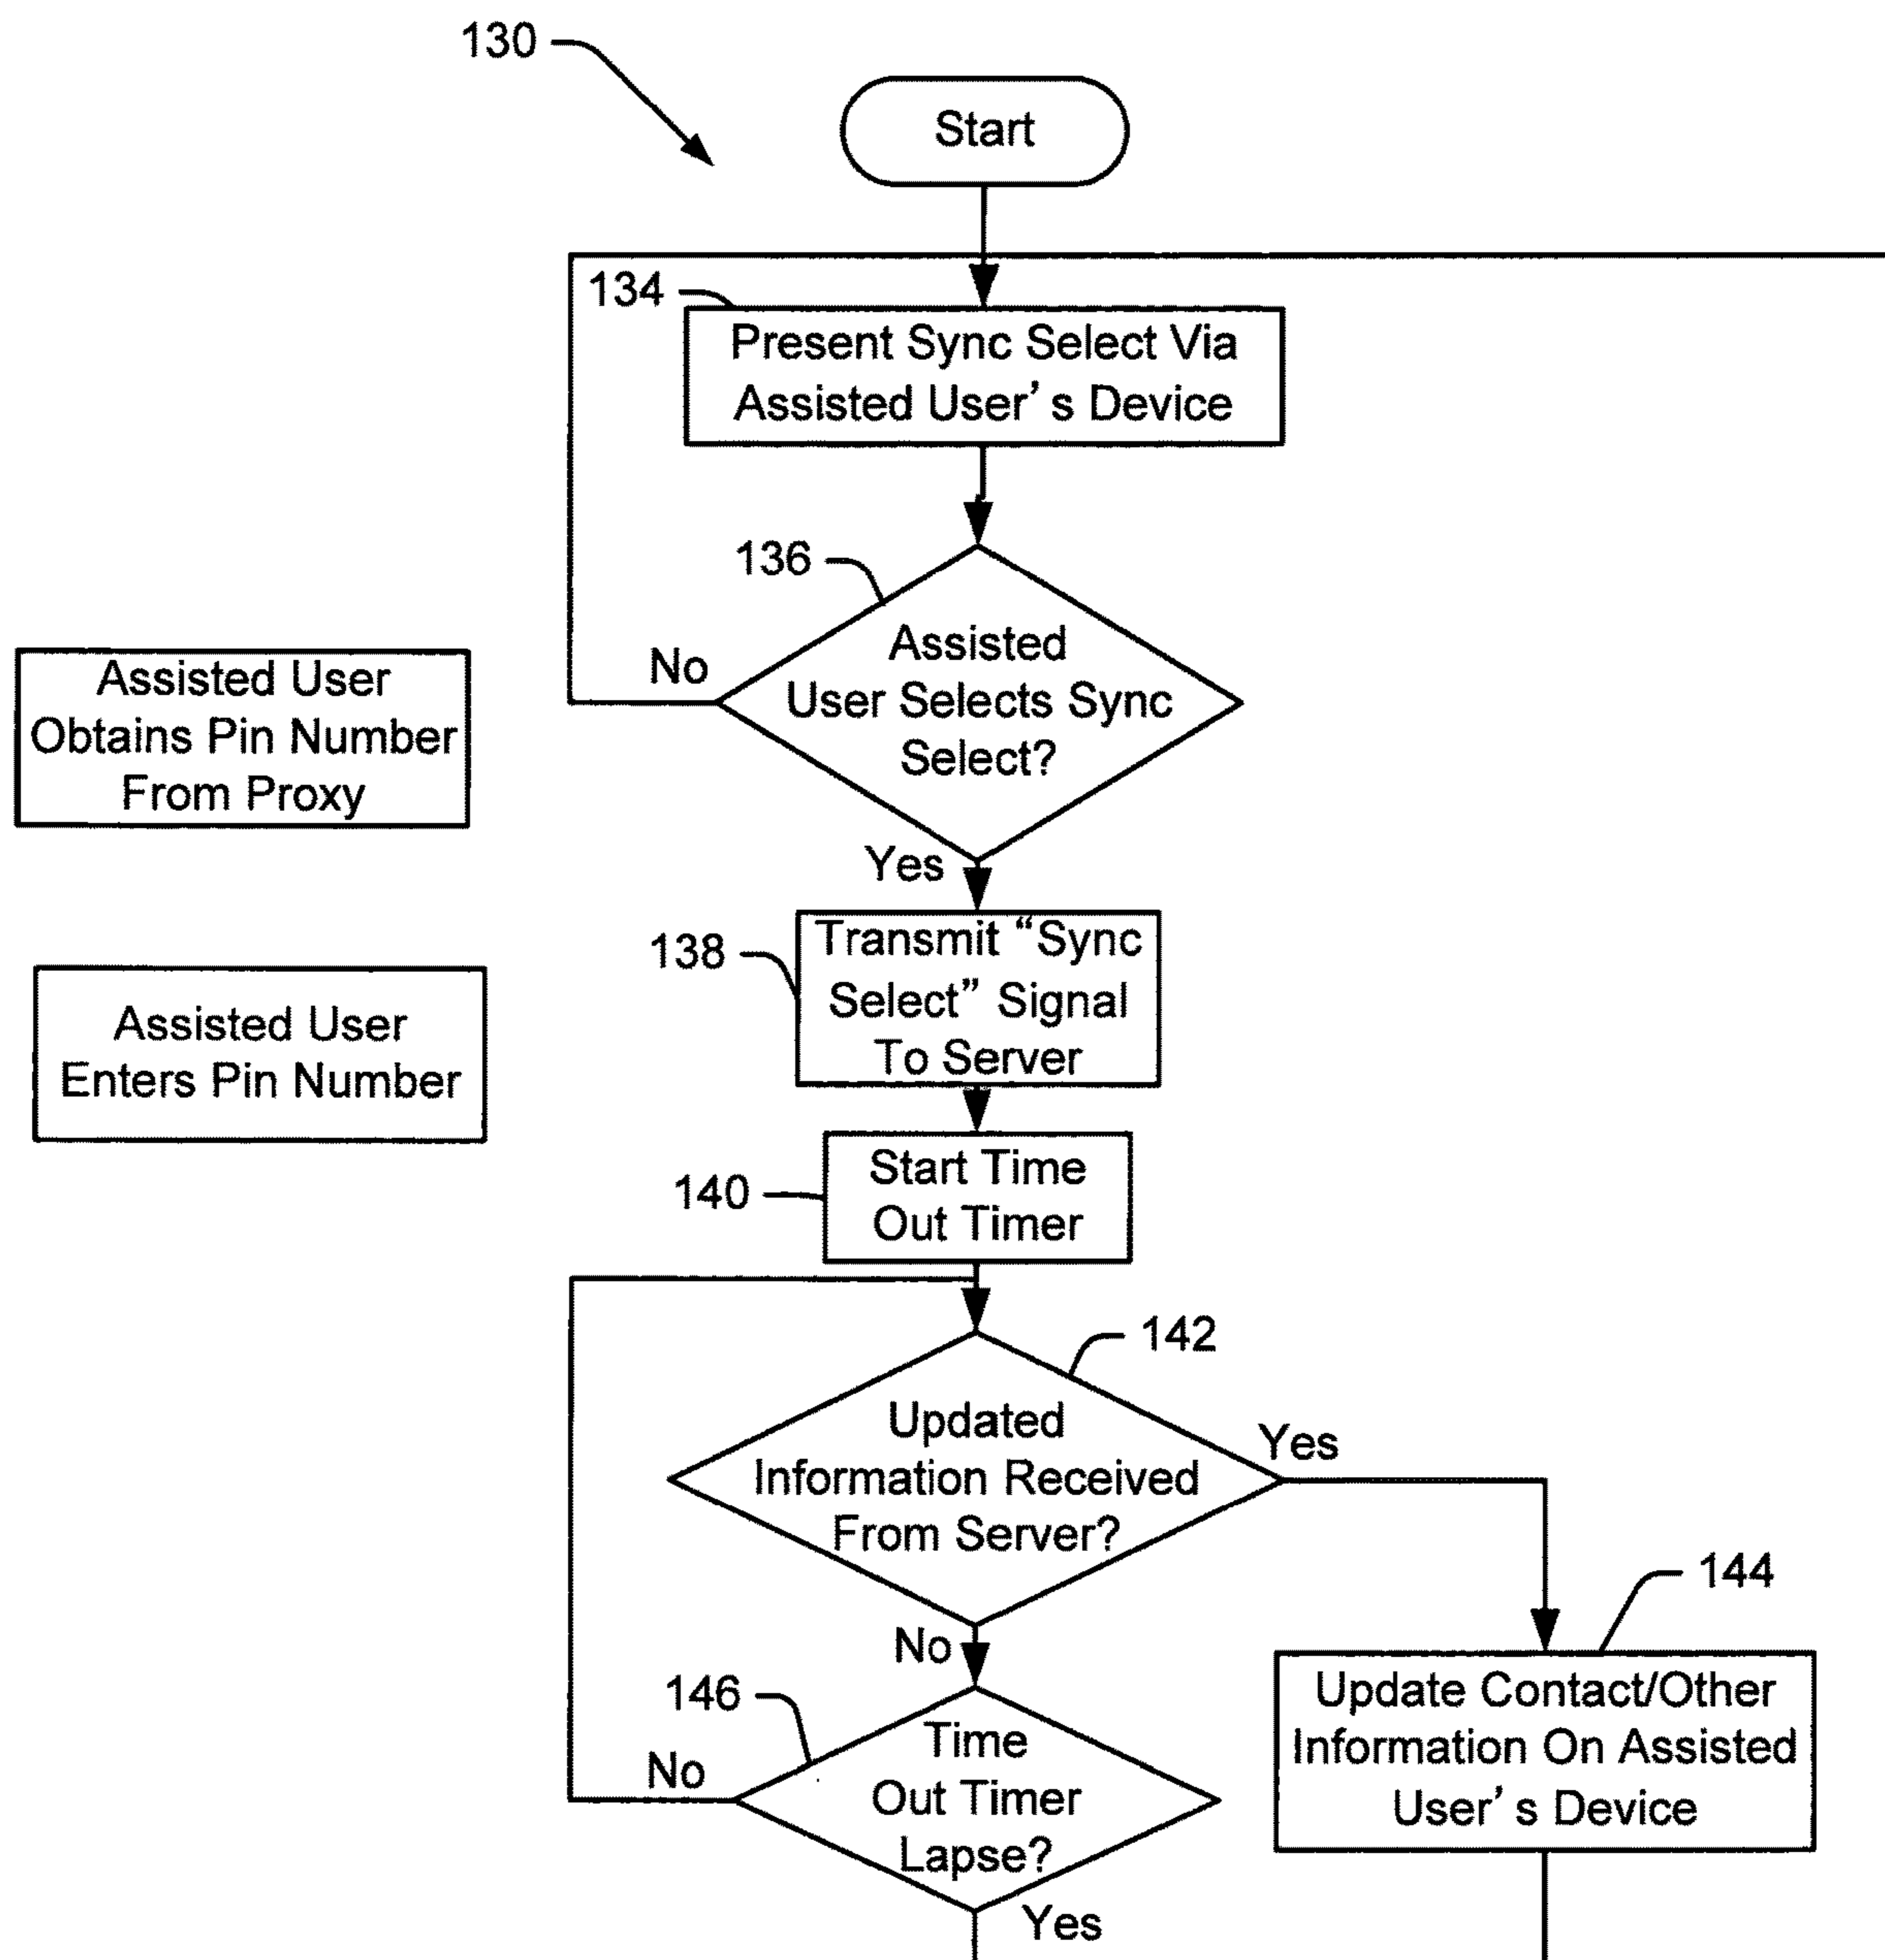 130
Start
134
Present Sync Select Via
Assisted User's Device
136
Assisted
User Selects Sync
Select?
No
Yes
Assisted User
Obtains Pin Number
From Proxy
138
Transmit “Sync
Select” Signal
To Server
Assisted User
Enters Pin Number
140
Start Time
Out Timer
142
Updated
Information Received
From Server?
Yes
No
144
Update Contact/Other
Information On Assisted
User's Device
146
Time
Out Timer
Lapse?
No
Yes